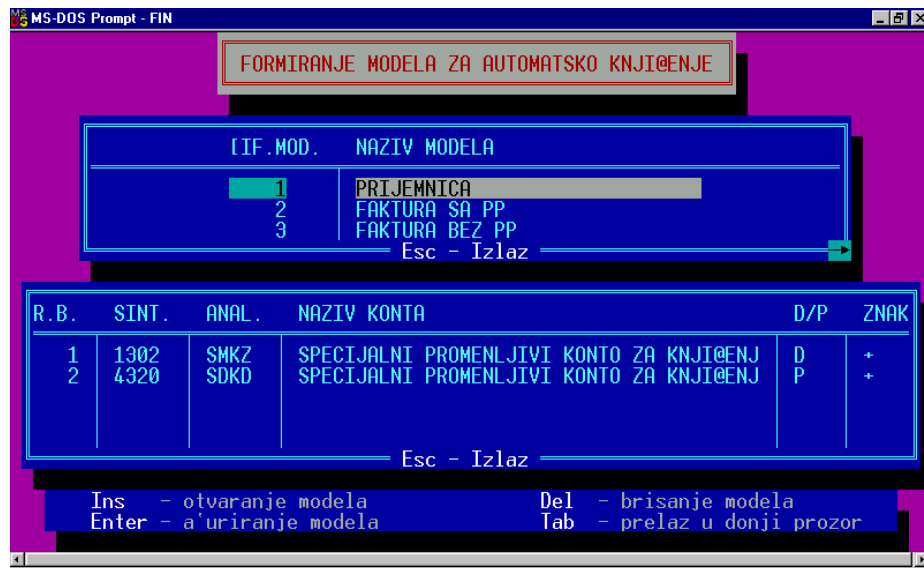 MS-DOS Prompt - FIN
FORMIRANJE MODELA ZA AUTOMATSKO KNJI@ENJE
[IF.MOD. NAZIV MODELA
1 PRIJEMNICA
2 FAKTURA SA PP
3 FAKTURA BEZ PP
Esc - Izlaz
R.B. SINT. ANAL. NAZIV KONTA D/P ZNAK
1 1302 SMKZ SPECIJALNI PROMENLJIVI KONTO ZA KNJI@ENJ D +
2 4320 SDKD SPECIJALNI PROMENLJIVI KONTO ZA KNJI@ENJ P +
Esc - Izlaz
Ins - otvaranje modela Del - brisanje modela
Enter - a'uriranje modela Tab - prelaz u donji prozor